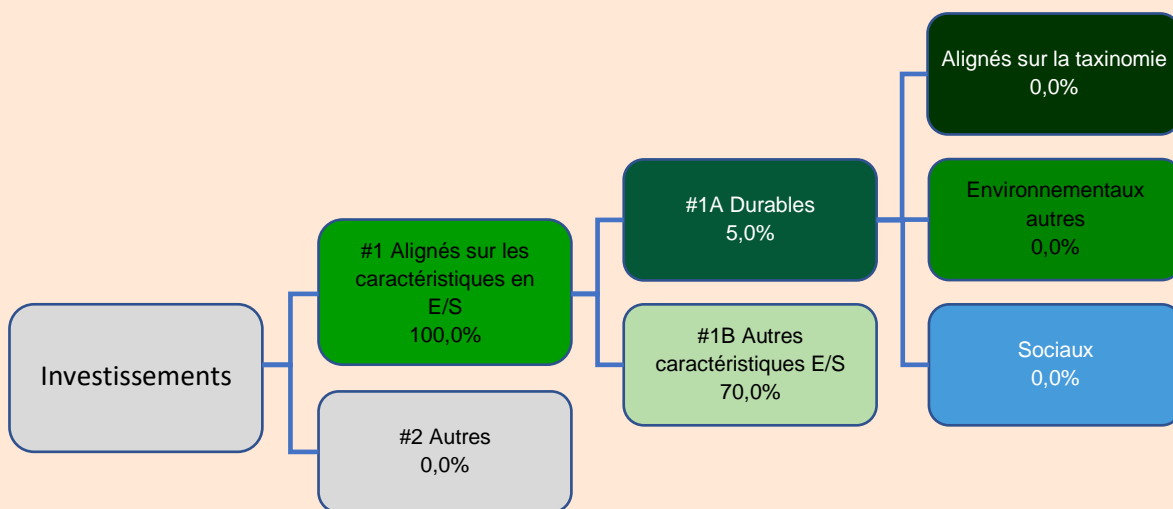 Investissements
#1 Alignés sur les
caractéristiques en
E/S
100,0%
#2 Autres
0,0%
#1A Durables
5,0%
#1B Autres
caractéristiques E/S
70,0%
Alignés sur la taxinomie
0,0%
Environnementaux
autres
0,0%
Sociaux
0,0%